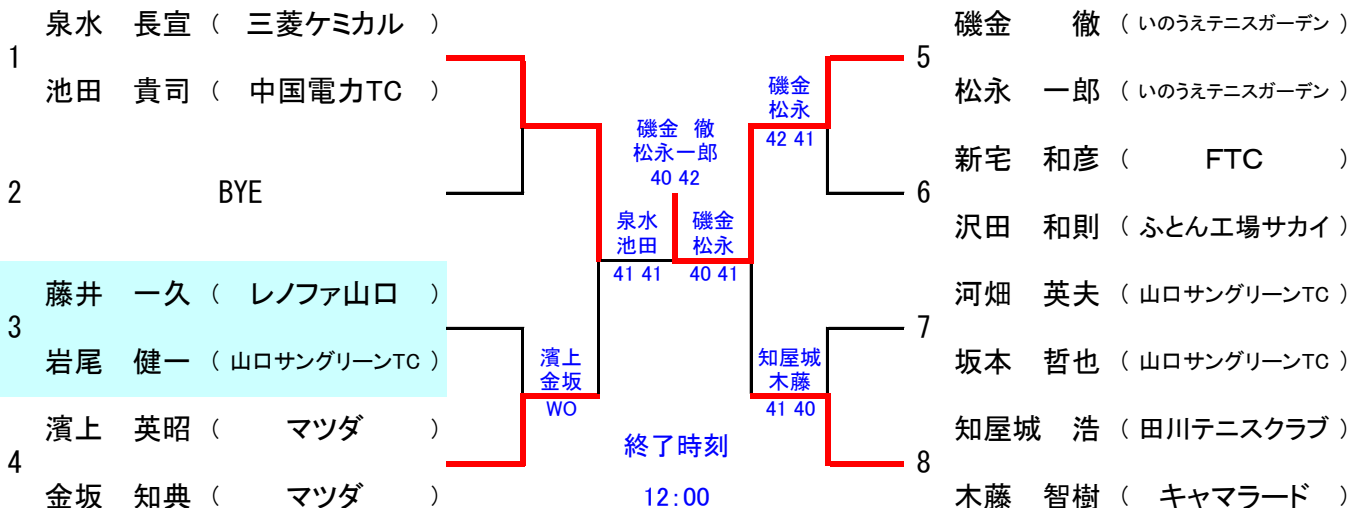 泉水 長宣 ( 三菱ケミカル )
1
池田 貴司 ( 中国電力TC )
2 BYE
藤井 一久 ( レノファ山口 )
3
岩尾 健一 ( 山口サングリーンTC )
濱上 英昭 ( マツダ )
4
金坂 知典 ( マツダ )
濱上
金坂
WO
泉水
池田
41 41
磯金 徹
松永一郎
40 42
磯金
松永
40 41
終了時刻
12:00
磯金
松永
42 41
知屋城
木藤
41 40
磯金 徹 ( いのうえテニスガーデン )
5
松永 一郎 ( いのうえテニスガーデン )
新宅 和彦 ( FTC )
6
沢田 和則 ( ふとん工場サカイ )
河畑 英夫 ( 山口サングリーンTC )
7
坂本 哲也 ( 山口サングリーンTC )
知屋城 浩 ( 田川テニスクラブ )
8
木藤 智樹 ( キャマラード )